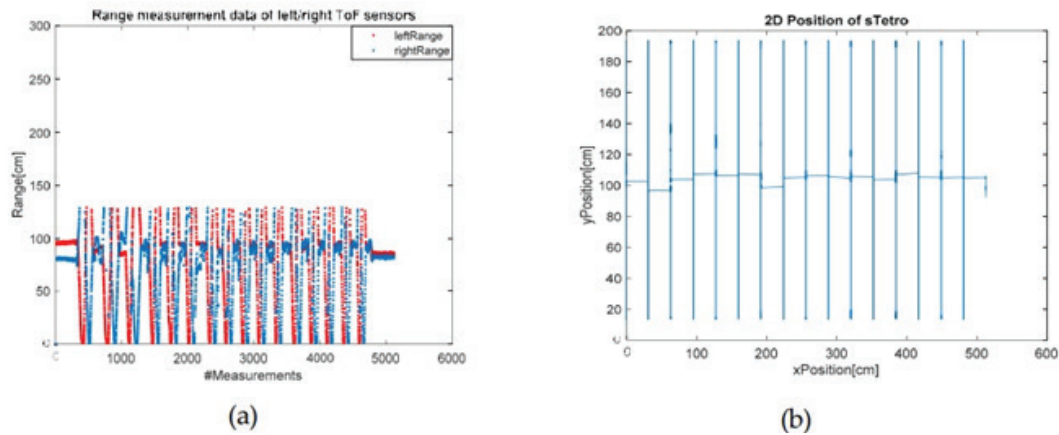 Range measurement data of left/right ToF sensors
300
250
200
150
100
50
0
Range[cm]
leftRange
rightRange
0 1000 2000 3000 4000 5000 6000
#Measurements
(a)
2D Position of sTetro
200
180
160
140
120
100
80
60
40
20
0
yPosition[cm]
0 100 200 300 400 500 600
xPosition[cm]
(b)